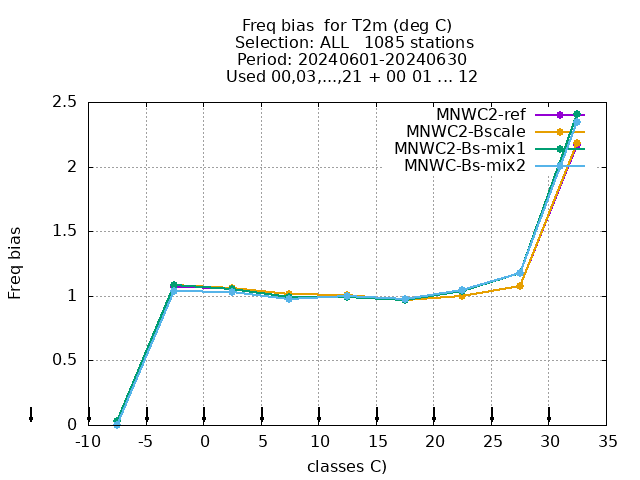 Freq bias  for T2m (deg C)
Selection: ALL   1085 stations
Period: 20240601-20240630
Used 00,03,...,21 + 00 01 ... 12
MNWC2-ref
MNWC2-Bscale
MNWC2-Bs-mix1
MNWC-Bs-mix2
Freq bias
2.5
2
1.5
1
0.5
0
-10 -5 0 5 10 15 20 25 30 35
classes C)